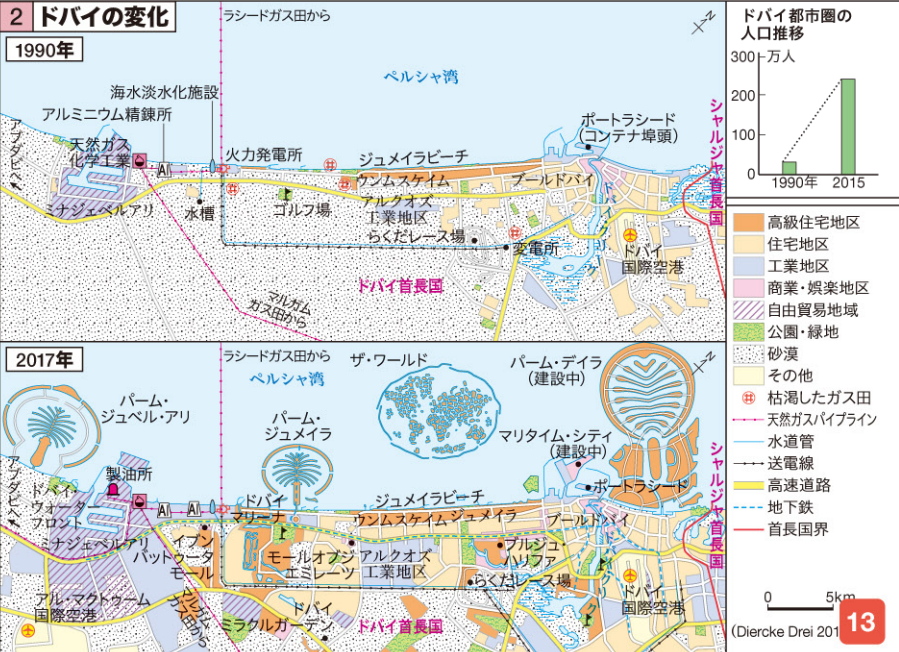 2 ドバイの変化
1990年
ラシードガス田から
ペルシャ湾
海水淡水化施設
アルミニウム精錬所
アブダビへ
天然ガス
化学工業
Al
火力発電所
ジュメイラビーチ
ポートラシード
(コンテナ埠頭)
シャルジャ首長国
ウンムスケイム
ブールドバイ
ミナジェベルアリ
水槽
ゴルフ場
アルクオズ
工業地区
らくだレース場
変電所
ドバイクリーク
ドバイ
国際空港
ドバイ首長国
マルガム
ガス田から
2017年
ラシードガス田から
ペルシャ湾
ザ・ワールド
パーム・デイラ
(建設中)
パーム・
ジュベル・アリ
パーム・
ジュメイラ
マリタイム・シティ
(建設中)
アブダビへ
製油所
ドバイ・
ウォーター
フロント
Al
Al
ドバイ
マリーナ
ジュメイラビーチ
ポートラシード
シャルジャ首長国
ウンムスケイム
ジュメイラ
ブールドバイ
ミナジェベルアリ
イブン
バットゥータ
モール
モールオブジ
エミレーツ
アルクオズ
工業地区
ブルジュ・
ハリファ
らくだレース場
アル・マクトゥーム
国際空港
マルガム
ガス田から
ドバイ
ミラクルガーデン
ドバイ首長国
ドバイ
国際空港
ドバイ都市圏の
人口推移
300
万人
200
100
0
1990年
2015
高級住宅地区
住宅地区
工業地区
商業・娯楽地区
自由貿易地域
公園・緑地
砂漠
その他
枯渇したガス田
天然ガスパイプライン
水道管
送電線
高速道路
地下鉄
首長国界
0
5km
(Diercke Drei 201
13
N
N